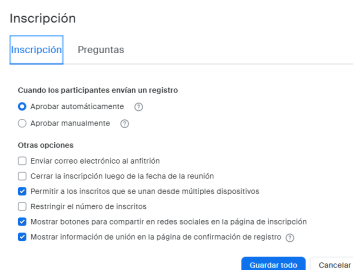 Inscripción
Inscripción Preguntas
Cuando los participantes envían un registro
Aprobar automáticamente
Aprobar manualmente
Otras opciones
Enviar correo electrónico al anfitrión
Cerrar la inscripción luego de la fecha de la reunión
Permitir a los inscritos que se unan desde múltiples dispositivos
Restringir el número de inscritos
Mostrar botones para compartir en redes sociales en la página de inscripción
Mostrar información de unión en la página de confirmación de registro
Guardar todo Cancelar